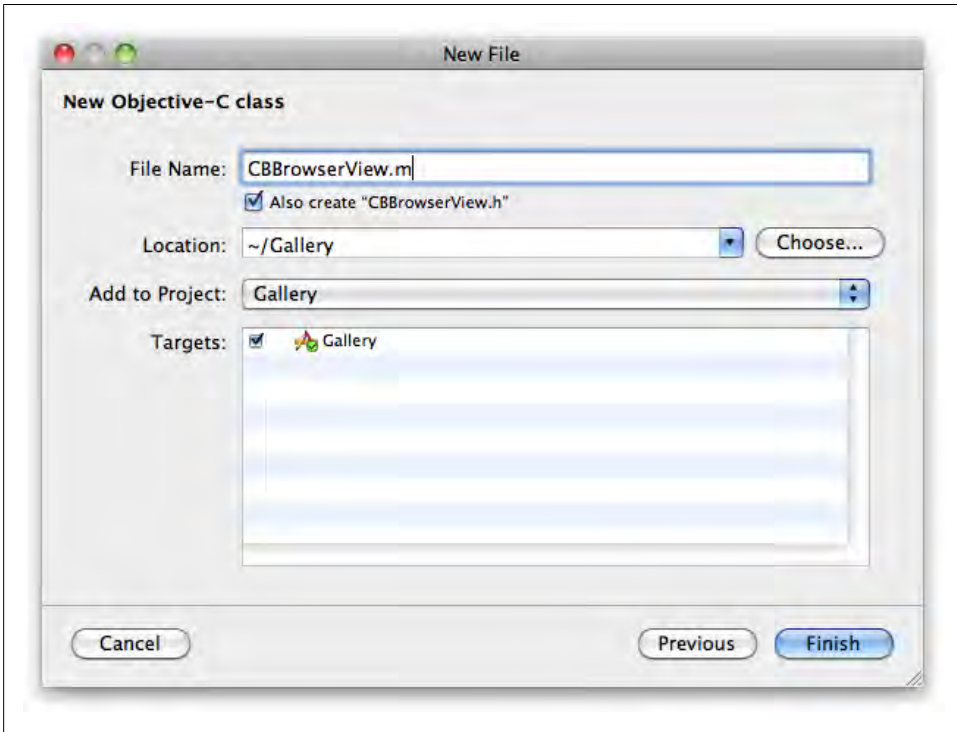 New File
New Objective-C class
File Name: CBBrowserView.m
Also create "CBBrowserView.h"
Location: ~/Gallery Choose...
Add to Project: Gallery
Targets: Gallery
Cancel Previous Finish